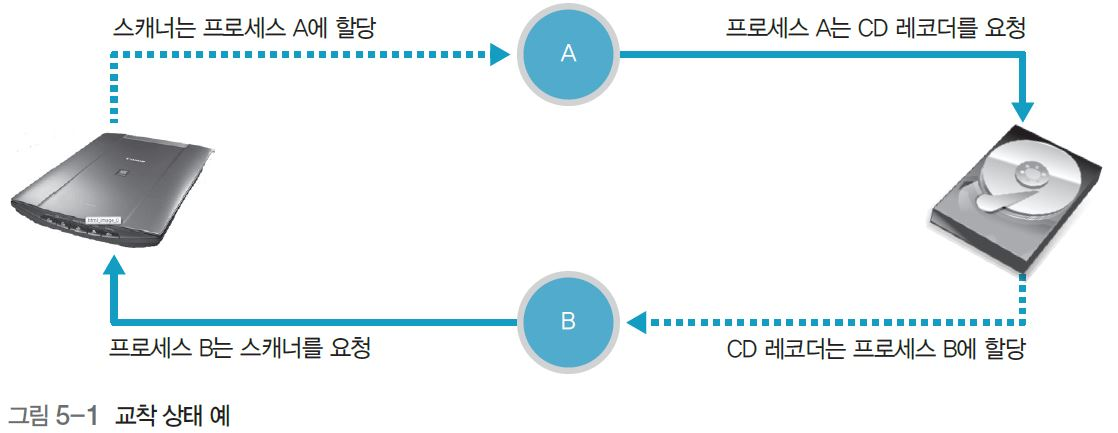 스캐너는 프로세스 A에 할당
A
프로세스 A는 CD 레코더를 요청
html_image_0
프로세스 B는 스캐너를 요청
B
CD 레코더는 프로세스 B에 할당
그림 5-1 교착 상태 예